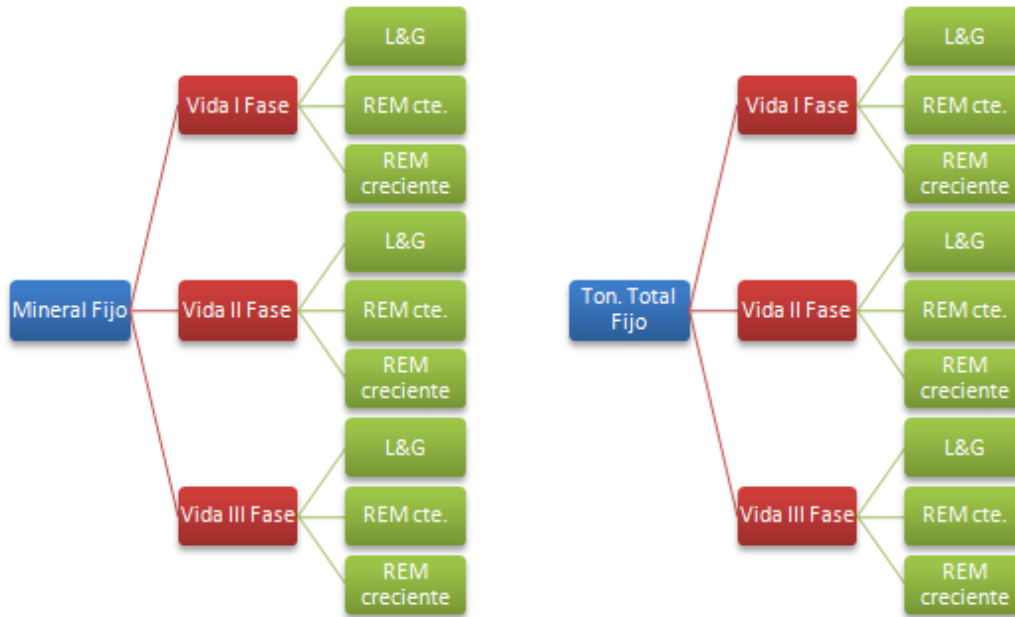 L&G
Vida I Fase
REM cte.
REM
creciente
L&G
Mineral Fijo
Vida II Fase
REM cte.
REM
creciente
L&G
Vida III Fase
REM cte.
REM
creciente
L&G
Vida I Fase
REM cte.
REM
creciente
L&G
Ton. Total
Fijo
Vida II Fase
REM cte.
REM
creciente
L&G
Vida III Fase
REM cte.
REM
creciente